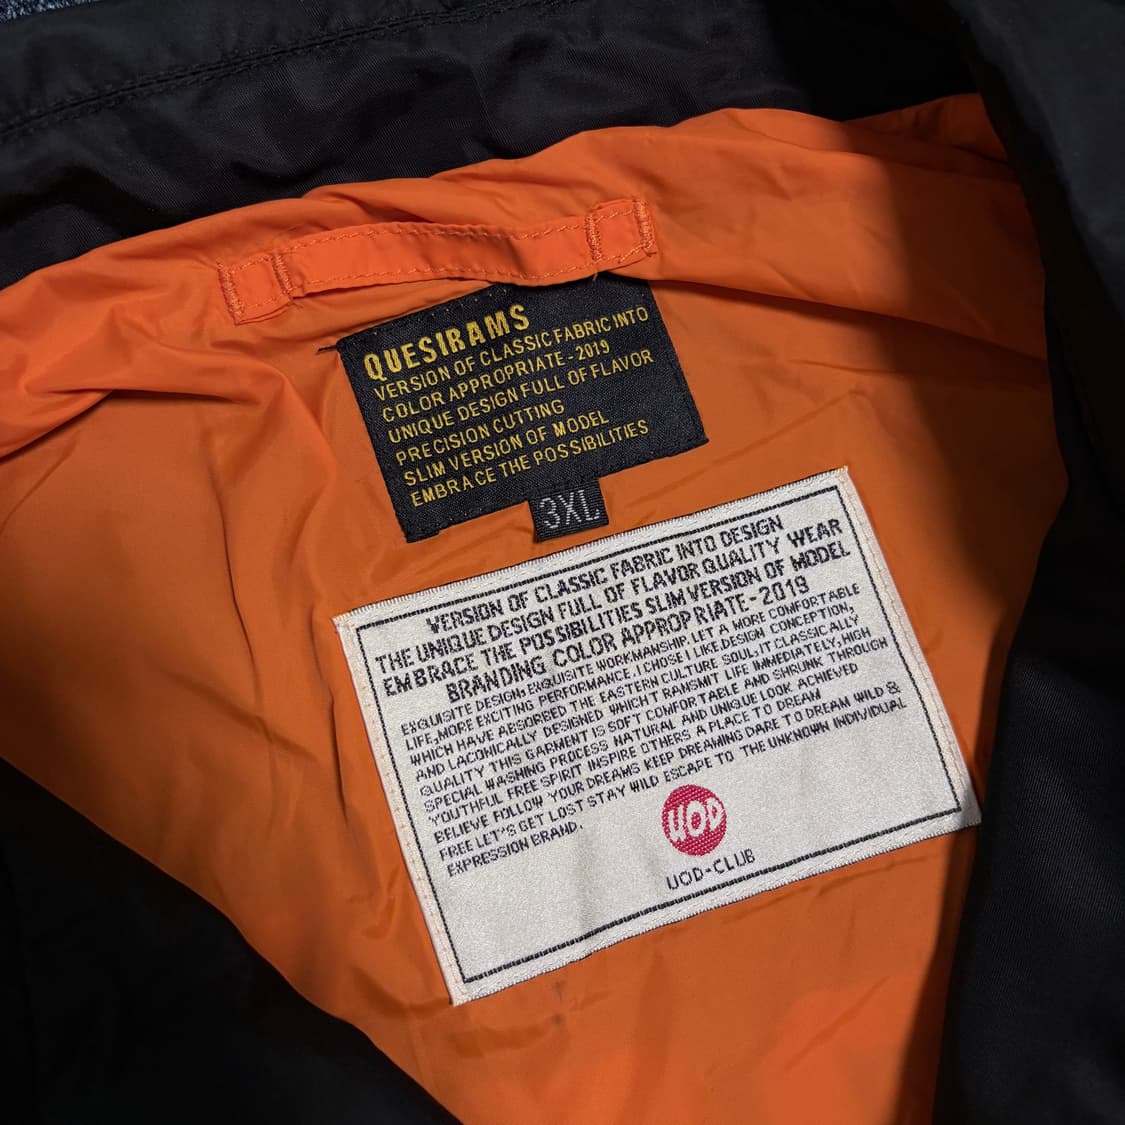 QUESIRAMS
VERSION OF CLASSIC FABRIC INTO
COLOR APPROPRIATE-2019
UNIQUE DESIGN FULL OF FLAVOR
PRECISION CUTTING
SLIM VERSION OF MODEL
EMBRACE THE POSSIBILITIES
3XL
VERSION OF CLASSIC FABRIC INTO DESIGN
THE UNIQUE DESIGN FULL OF FLAVOR QUALITY WEAR
EMBRACE THE POSSIBILITIES SLIM VERSION OF MODEL
BRANDING COLOR APPROPRIATE-2019
EXQUISITE DESIGN: EXQUISITE WORKMANSHIP. LET A MORE COMFORTABLE
LIFE, MORE EXCITING PERFORMANCE. I CHOSE I LIKE, DESIGN CONCEPTION,
WHICH HAVE ABSORBED THE EASTERN CULTURE SOUL, IT CLASSICALLY
AND LACONICALLY DESIGNED WHICH TRANSMIT LIFE IMMEDIATELY, HIGH
QUALITY THIS GARMENT IS SOFT COMFORTABLE AND SHRUNK THROUGH
SPECIAL WASHING PROCESS NATURAL AND UNIQUE LOOK ACHIEVED
YOUTHFUL FREE SPIRIT INSPIRE OTHERS A PLACE TO DREAM
BELIEVE FOLLOW YOUR DREAMS KEEP DREAMING DARE TO DREAM WILD &
FREE LET'S GET LOST STAY WILD ESCAPE TO THE UNKNOWN INDIVIDUAL
EXPRESSION BRAND.
UOD
UOD-CLUB